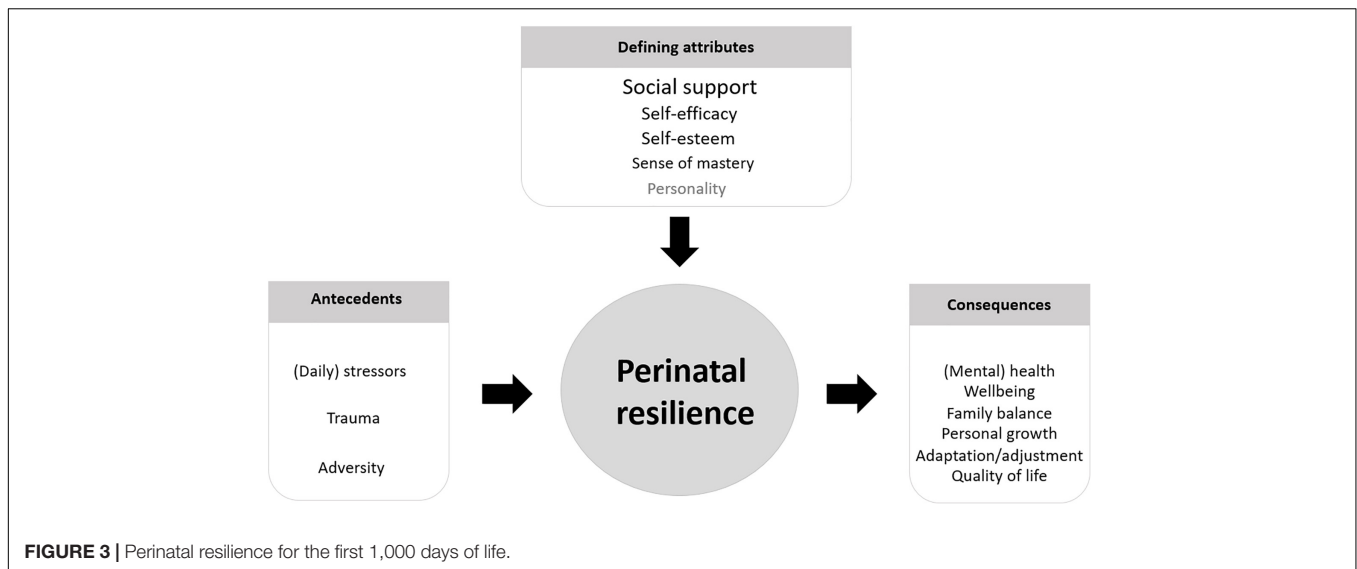 Defining attributes
Social support
Self-efficacy
Self-esteem
Sense of mastery
Personality
Antecedents
(Daily) stressors
Trauma
Adversity
Perinatal
resilience
Consequences
(Mental) health
Wellbeing
Family balance
Personal growth
Adaptation/adjustment
Quality of life
FIGURE 3 | Perinatal resilience for the first 1,000 days of life.